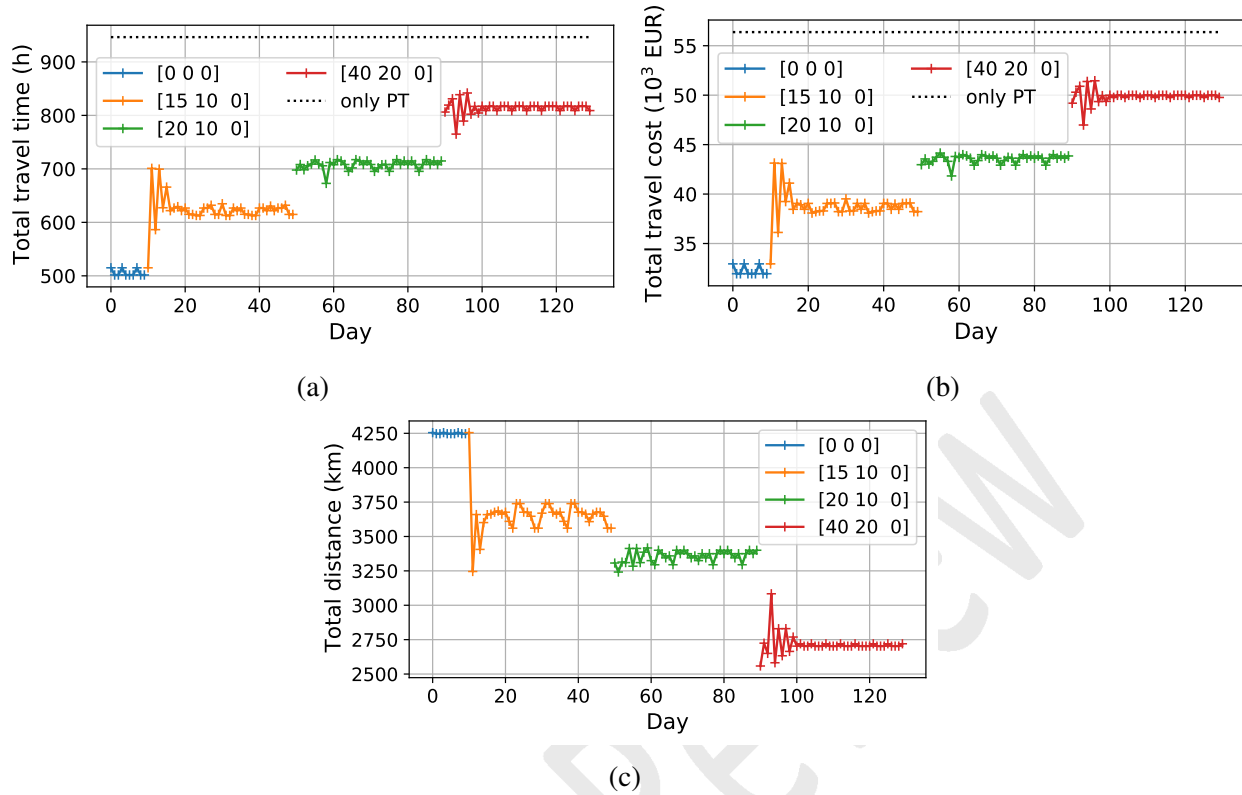 Total travel time (h)
900
800
700
600
500
[0 0 0]
[15 10 0]
[20 10 0]
[40 20 0]
only PT
0 20 40 60 80 100 120
Day
(a)
Total travel cost (10³ EUR)
55
50
45
40
35
[0 0 0]
[15 10 0]
[20 10 0]
[40 20 0]
only PT
0 20 40 60 80 100 120
Day
(b)
Total distance (km)
4250
4000
3750
3500
3250
3000
2750
2500
[0 0 0]
[15 10 0]
[20 10 0]
[40 20 0]
0 20 40 60 80 100 120
Day
(c)